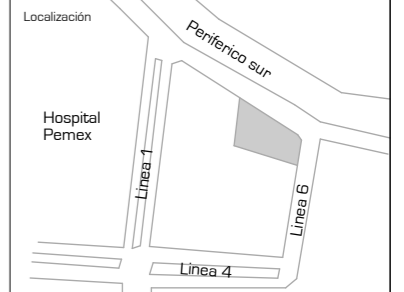 Localización
Periferico sur
Hospital
Pemex
Linea 1
Linea 6
Linea 4